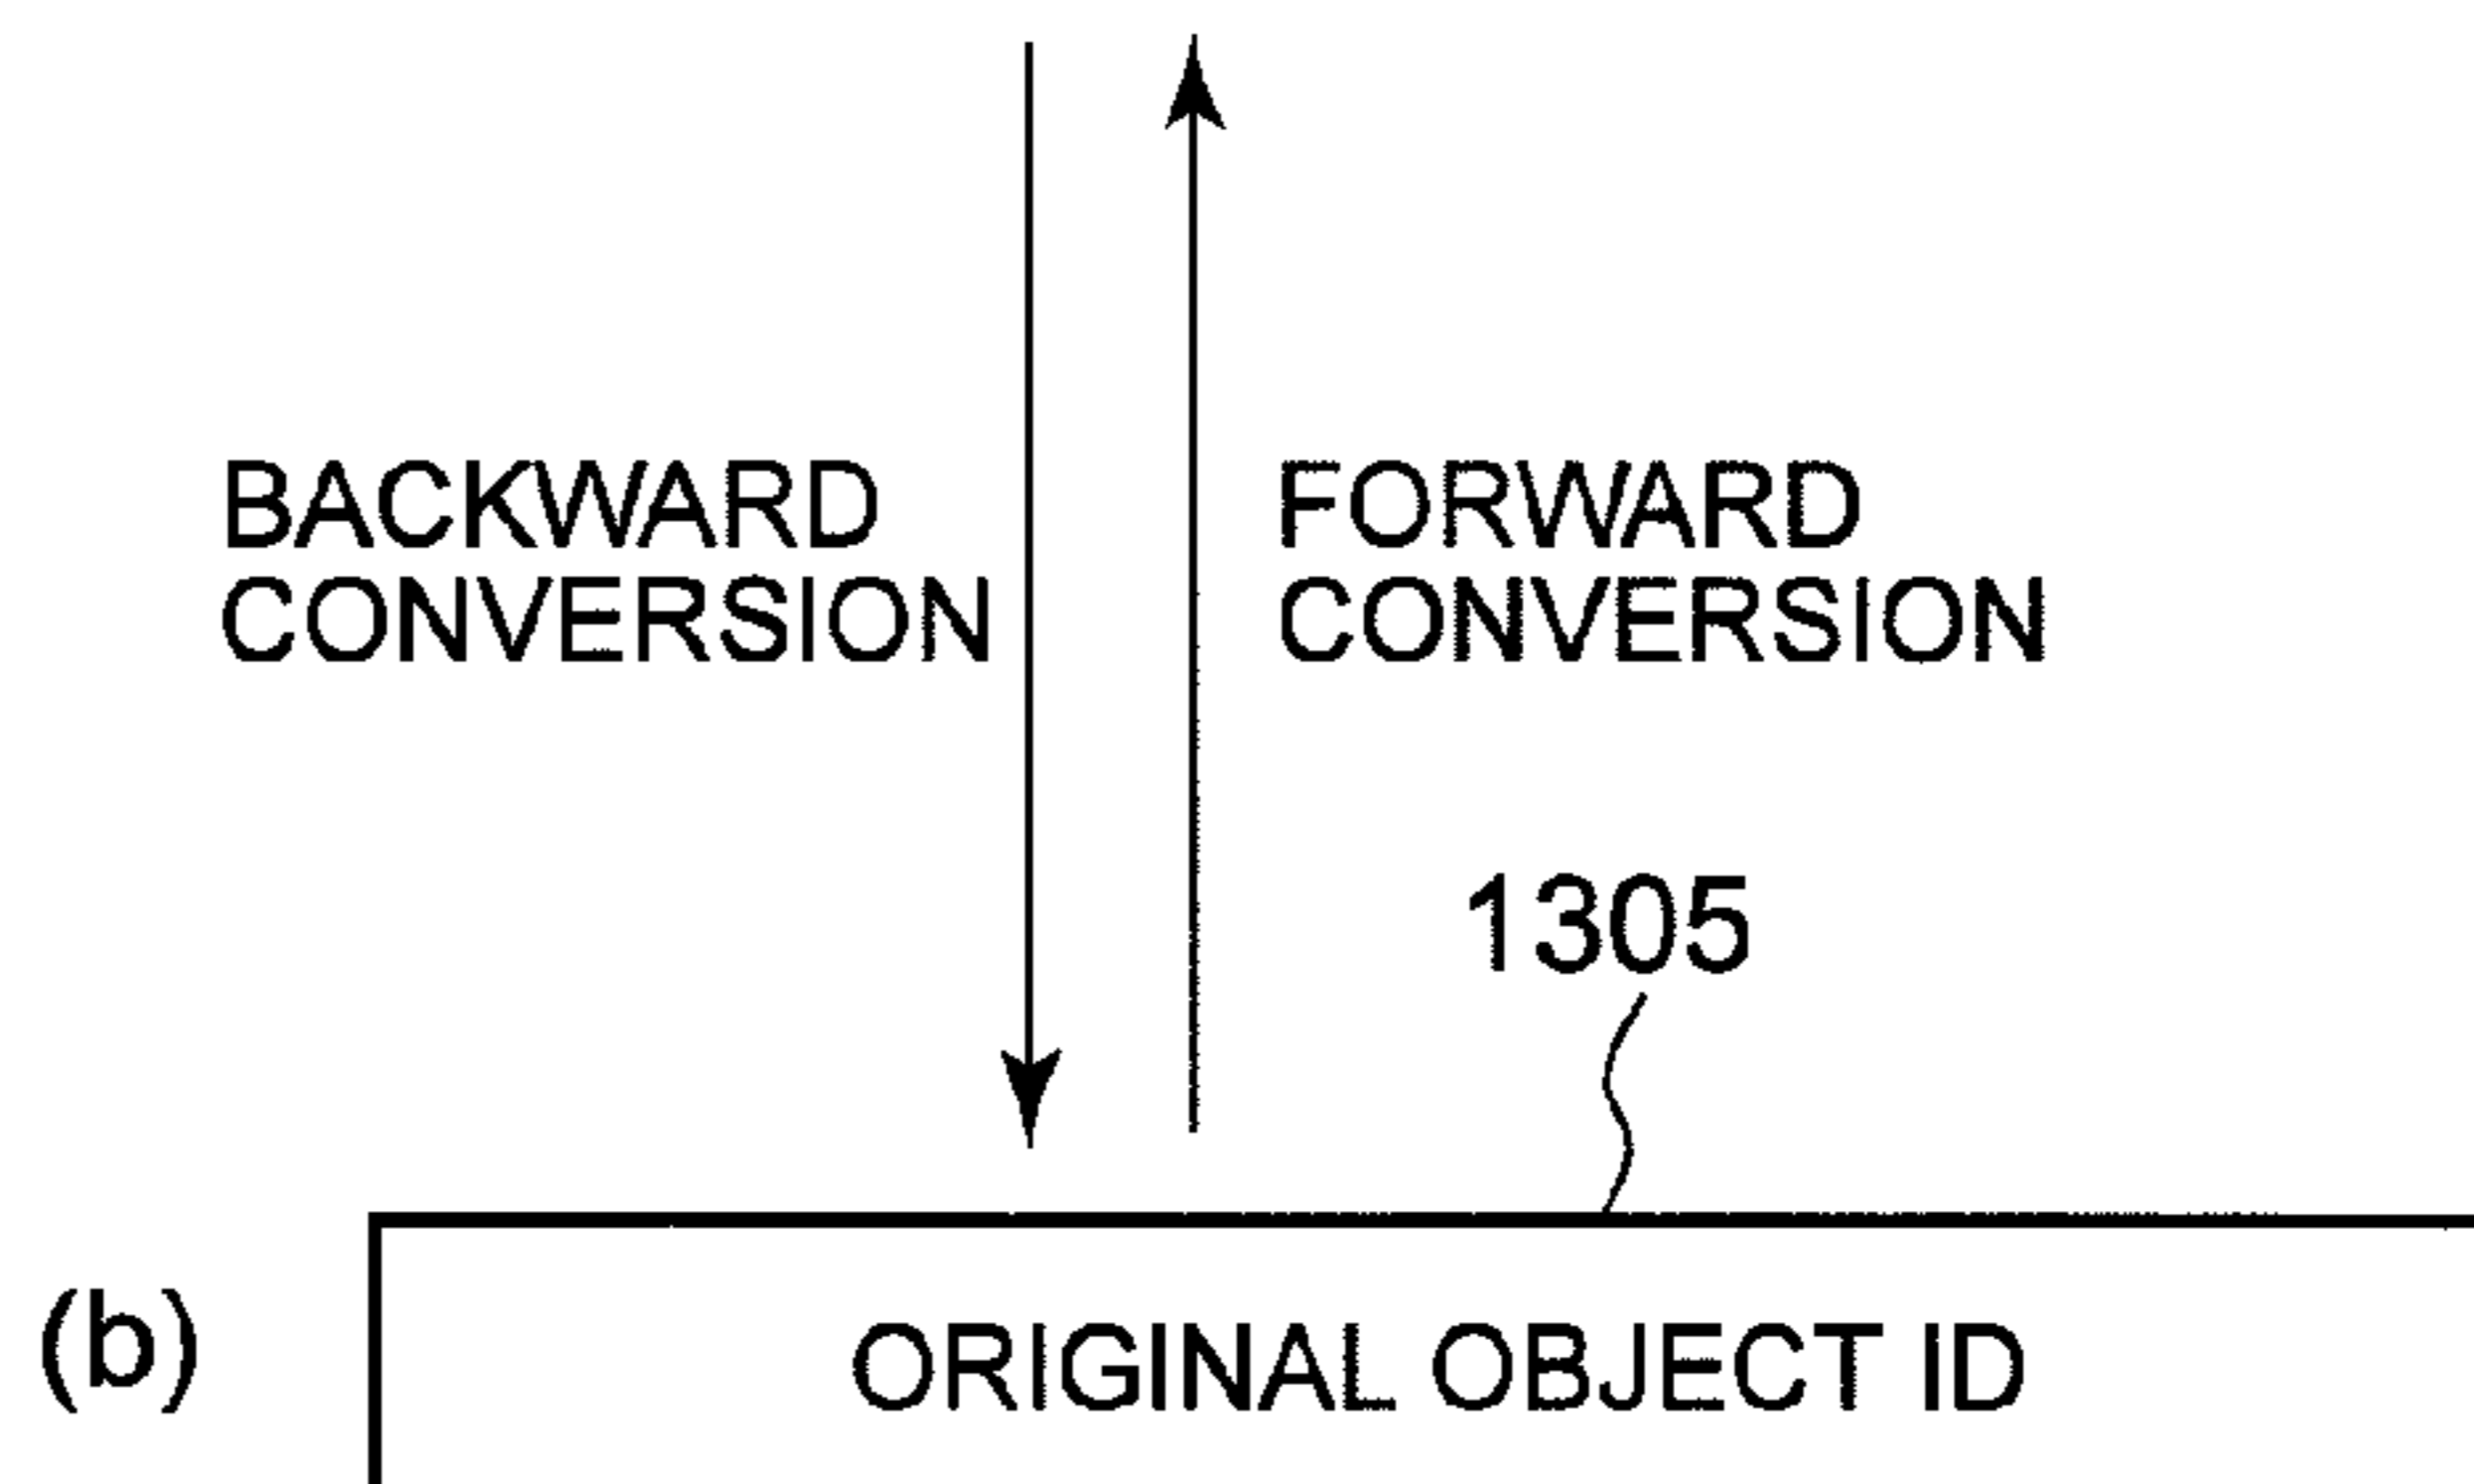 BACKWARD
CONVERSION
FORWARD
CONVERSION
1305
(b)
ORIGINAL OBJECT ID